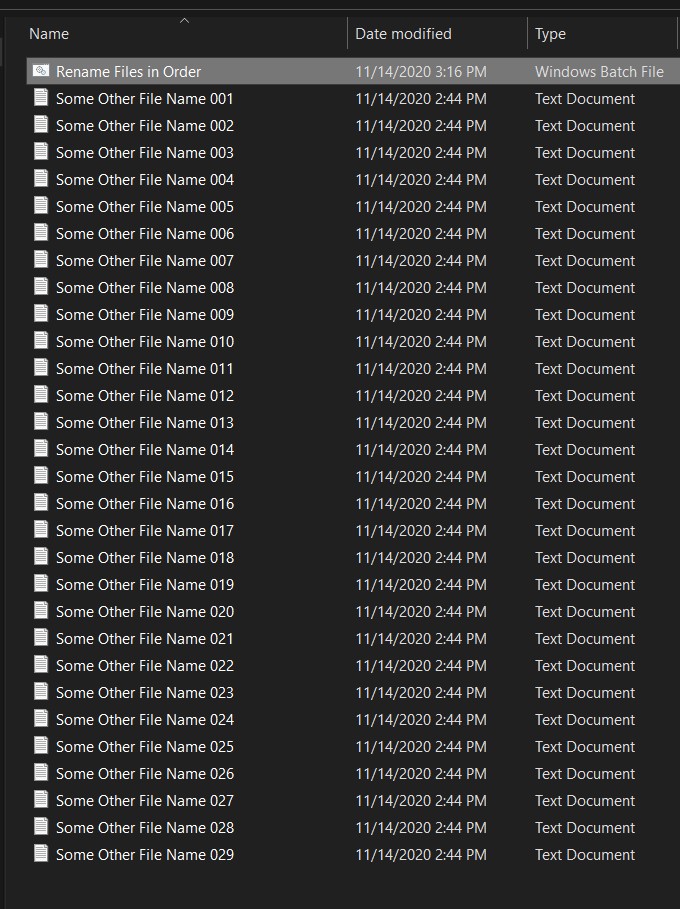 Name Date modified Type
Rename Files in Order 11/14/2020 3:16 PM Windows Batch File
Some Other File Name 001 11/14/2020 2:44 PM Text Document
Some Other File Name 002 11/14/2020 2:44 PM Text Document
Some Other File Name 003 11/14/2020 2:44 PM Text Document
Some Other File Name 004 11/14/2020 2:44 PM Text Document
Some Other File Name 005 11/14/2020 2:44 PM Text Document
Some Other File Name 006 11/14/2020 2:44 PM Text Document
Some Other File Name 007 11/14/2020 2:44 PM Text Document
Some Other File Name 008 11/14/2020 2:44 PM Text Document
Some Other File Name 009 11/14/2020 2:44 PM Text Document
Some Other File Name 010 11/14/2020 2:44 PM Text Document
Some Other File Name 011 11/14/2020 2:44 PM Text Document
Some Other File Name 012 11/14/2020 2:44 PM Text Document
Some Other File Name 013 11/14/2020 2:44 PM Text Document
Some Other File Name 014 11/14/2020 2:44 PM Text Document
Some Other File Name 015 11/14/2020 2:44 PM Text Document
Some Other File Name 016 11/14/2020 2:44 PM Text Document
Some Other File Name 017 11/14/2020 2:44 PM Text Document
Some Other File Name 018 11/14/2020 2:44 PM Text Document
Some Other File Name 019 11/14/2020 2:44 PM Text Document
Some Other File Name 020 11/14/2020 2:44 PM Text Document
Some Other File Name 021 11/14/2020 2:44 PM Text Document
Some Other File Name 022 11/14/2020 2:44 PM Text Document
Some Other File Name 023 11/14/2020 2:44 PM Text Document
Some Other File Name 024 11/14/2020 2:44 PM Text Document
Some Other File Name 025 11/14/2020 2:44 PM Text Document
Some Other File Name 026 11/14/2020 2:44 PM Text Document
Some Other File Name 027 11/14/2020 2:44 PM Text Document
Some Other File Name 028 11/14/2020 2:44 PM Text Document
Some Other File Name 029 11/14/2020 2:44 PM Text Document